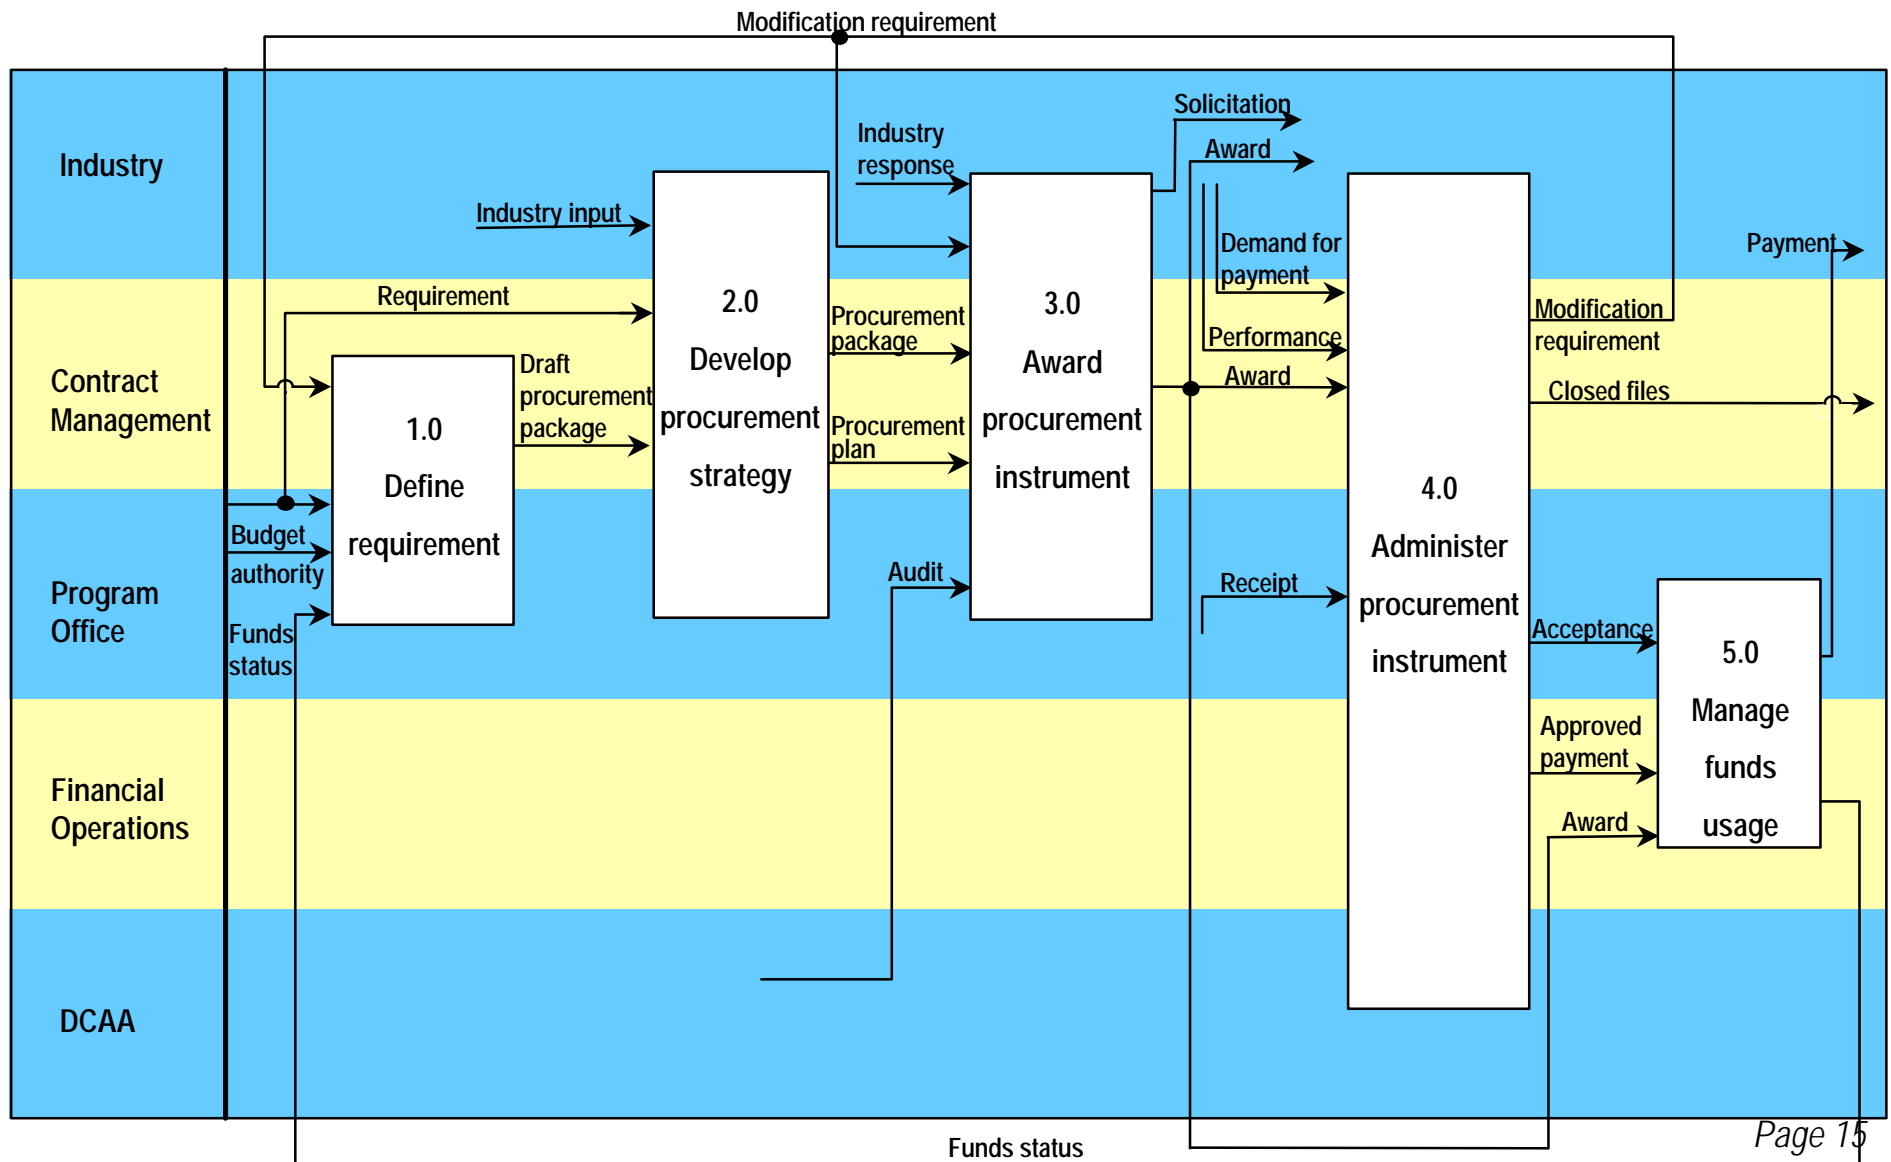 Modification requirement
Industry
Solicitation
Industry
response
Award
Industry input
Demand for
payment
Payment
Contract
Management
Requirement
Draft
procurement
package
1.0
Define
requirement
2.0
Develop
procurement
strategy
Procurement
package
Procurement
plan
3.0
Award
procurement
instrument
Performance
Award
Modification
requirement
Closed files
Program
Office
Budget
authority
Funds
status
Audit
Receipt
4.0
Administer
procurement
instrument
Acceptance
5.0
Manage
funds
usage
Financial
Operations
Approved
payment
Award
DCAA
Funds status
Page 15